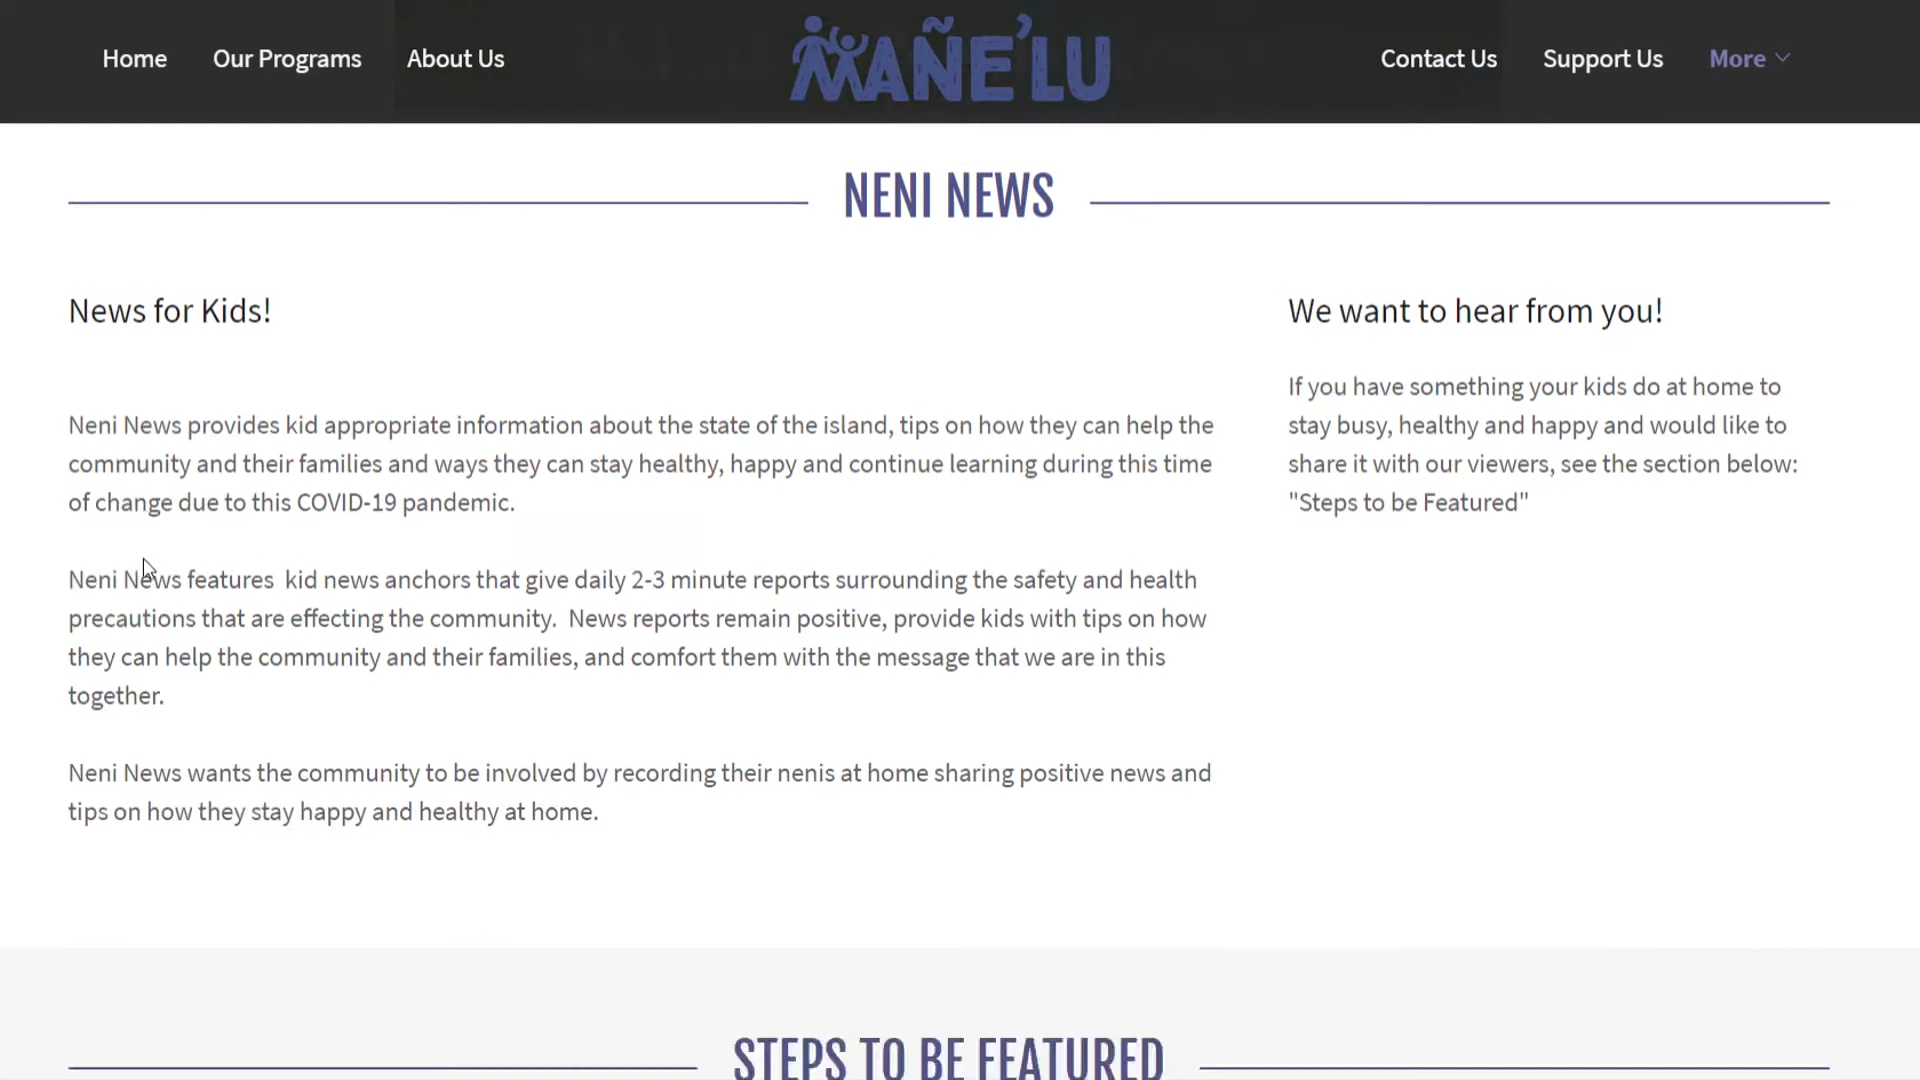 Home
Our Programs
About Us
MAÑE'LU
Contact Us
Support Us
More
NENI NEWS
News for Kids!
Neni News provides kid appropriate information about the state of the island, tips on how they can help the
community and their families and ways they can stay healthy, happy and continue learning during this time
of change due to this COVID-19 pandemic.
Neni News features  kid news anchors that give daily 2-3 minute reports surrounding the safety and health
precautions that are effecting the community.  News reports remain positive, provide kids with tips on how
they can help the community and their families, and comfort them with the message that we are in this
together.
Neni News wants the community to be involved by recording their nenis at home sharing positive news and
tips on how they stay happy and healthy at home.
We want to hear from you!
If you have something your kids do at home to
stay busy, healthy and happy and would like to
share it with our viewers, see the section below:
"Steps to be Featured"
STEPS TO BE FEATURED